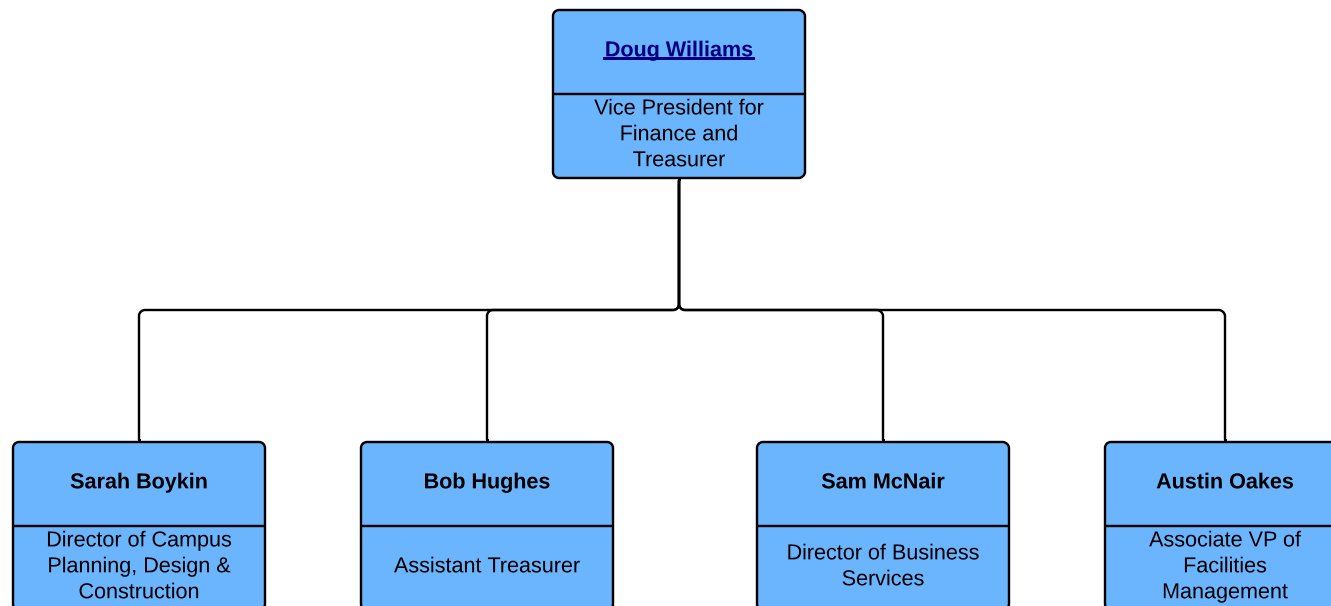 Doug Williams
Vice President for
Finance and
Treasurer
Sarah Boykin
Director of Campus
Planning, Design &
Construction
Bob Hughes
Assistant Treasurer
Sam McNair
Director of Business
Services
Austin Oakes
Associate VP of
Facilities
Management